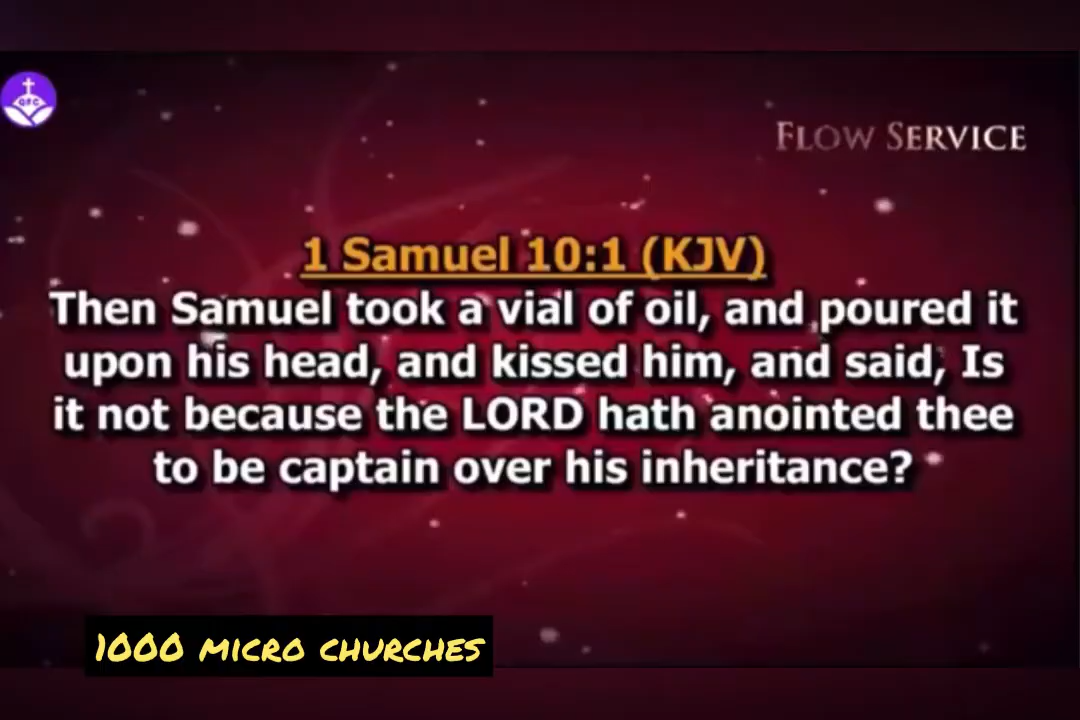 QFC
FLOW SERVICE
1 Samuel 10:1 (KJV)
Then Samuel took a vial of oil, and poured it
upon his head, and kissed him, and said, Is
it not because the LORD hath anointed thee
to be captain over his inheritance?
1000 MICRO CHURCHES